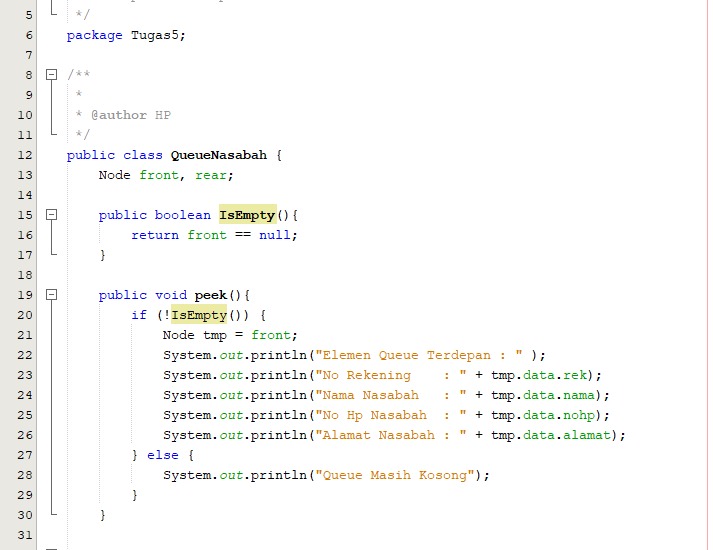 5 */
6 package Tugas5;
7
8 /**
9 *
10 * @author HP
11 */
12 public class QueueNasabah {
13 Node front, rear;
14
15 public boolean IsEmpty(){
16 return front == null;
17 }
18
19 public void peek(){
20 if (!IsEmpty()) {
21 Node tmp = front;
22 System.out.println("Elemen Queue Terdepan : " );
23 System.out.println("No Rekening    : " + tmp.data.rek);
24 System.out.println("Nama Nasabah   : " + tmp.data.nama);
25 System.out.println("No Hp Nasabah  : " + tmp.data.nohp);
26 System.out.println("Alamat Nasabah : " + tmp.data.alamat);
27 } else {
28 System.out.println("Queue Masih Kosong");
29 }
30 }
31